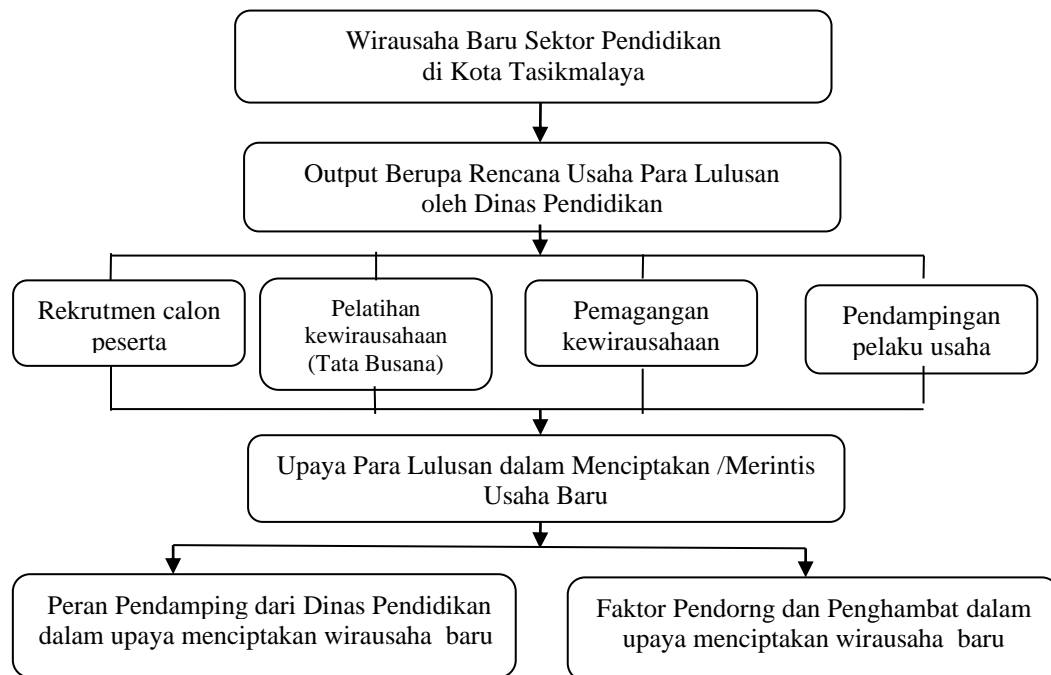 Wirausaha Baru Sektor Pendidikan
di Kota Tasikmalaya
Output Berupa Rencana Usaha Para Lulusan
oleh Dinas Pendidikan
Rekrutmen calon
peserta
Pelatihan
kewirausahaan
(Tata Busana)
Pemagangan
kewirausahaan
Pendampingan
pelaku usaha
Upaya Para Lulusan dalam Menciptakan /Merintis
Usaha Baru
Peran Pendamping dari Dinas Pendidikan
dalam upaya menciptakan wirausaha baru
Faktor Pendorng dan Penghambat dalam
upaya menciptakan wirausaha baru